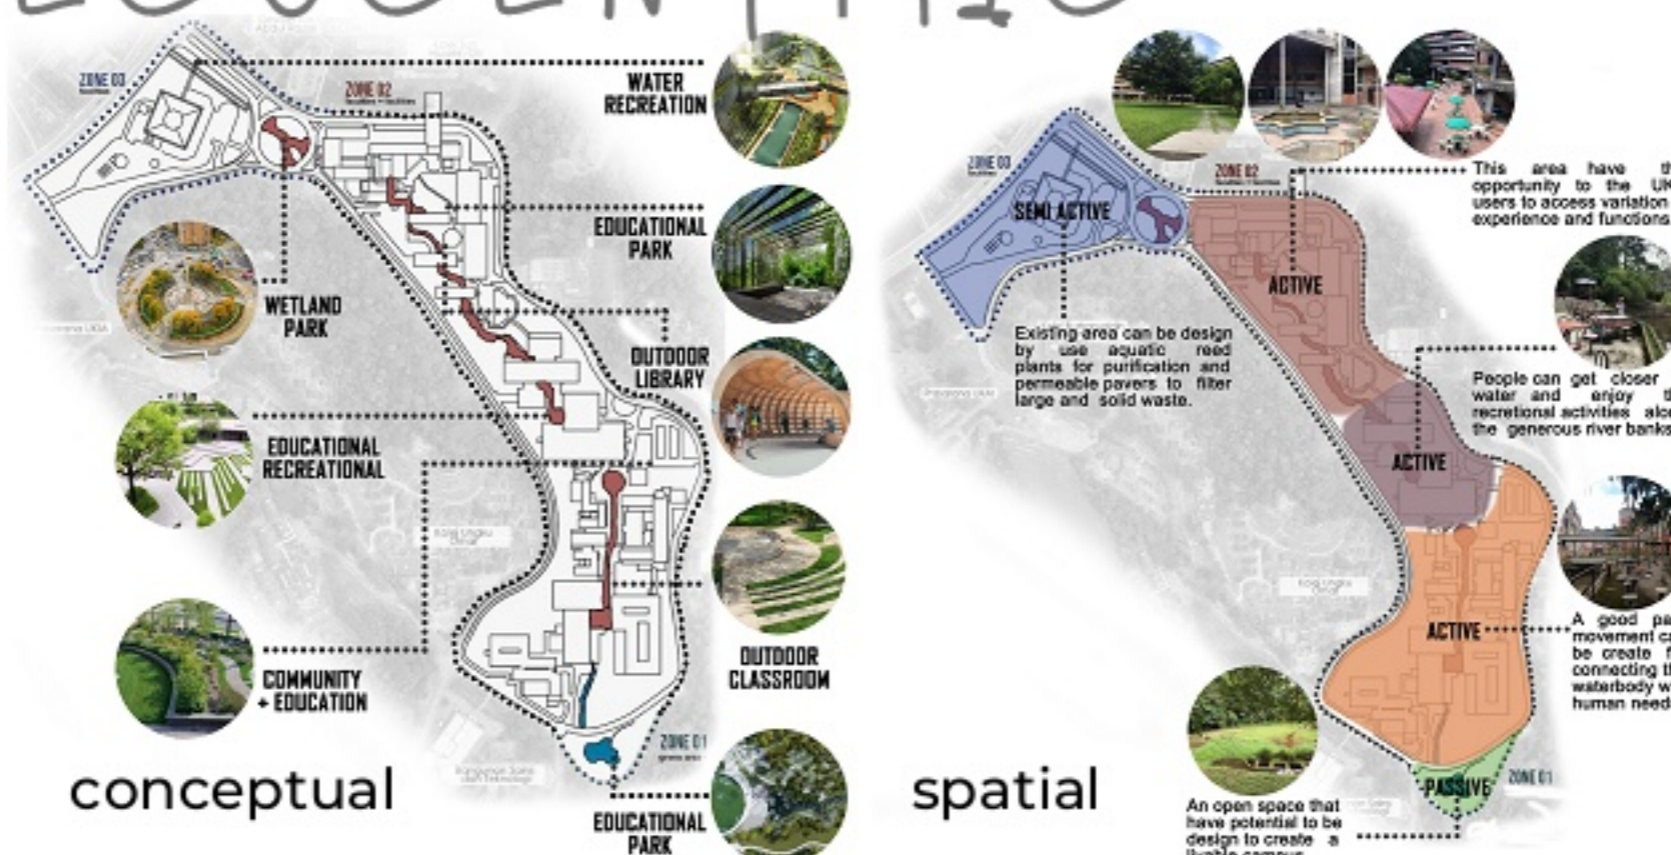 ZONE 03
ZONE 02
WATER
RECREATION
EDUCATIONAL
PARK
WETLAND
PARK
OUTDOOR
LIBRARY
EDUCATIONAL
RECREATIONAL
COMMUNITY
+ EDUCATION
OUTDOOR
CLASSROOM
ZONE 01
green area
EDUCATIONAL
PARK
conceptual
ZONE 03
ZONE 02
SEMI ACTIVE
ACTIVE
This area have
opportunity to the
users to access variation
experience and functions
Existing area can be design
by use aquatic reed
plants for purification and
permeable pavers to filter
large and solid waste.
People can get closer
water and enjoy
recretional activities
the generous river banks
ACTIVE
ACTIVE
A good
movement
be create
connecting
waterbody
human
PASSIVE
ZONE 01
An open space that
have potential to be
design to create a
livable campus
spatial